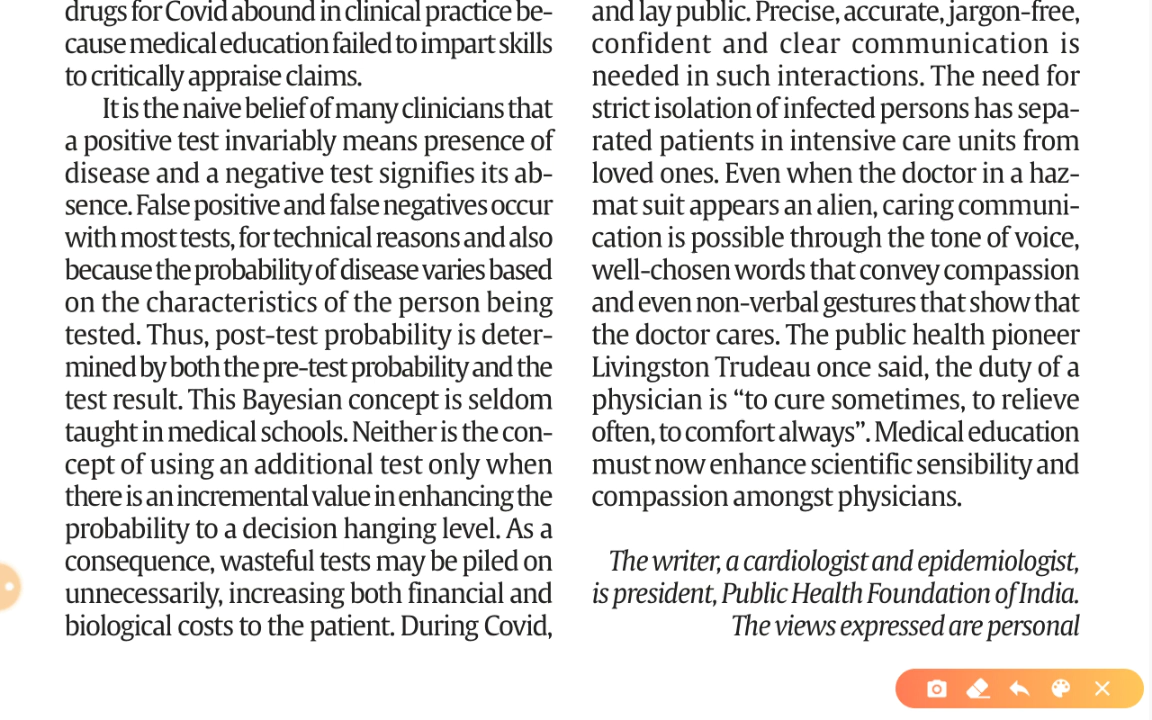 drugs for Covid abound in clinical practice be-
cause medical education failed to impart skills
to critically appraise claims.
It is the naive belief of many clinicians that
a positive test invariably means presence of
disease and a negative test signifies its ab-
sence. False positive and false negatives occur
with most tests, for technical reasons and also
because the probability of disease varies based
on the characteristics of the person being
tested. Thus, post-test probability is deter-
mined by both the pre-test probability and the
test result. This Bayesian concept is seldom
taught in medical schools. Neither is the con-
cept of using an additional test only when
there is an incremental value in enhancing the
probability to a decision hanging level. As a
consequence, wasteful tests may be piled on
unnecessarily, increasing both financial and
biological costs to the patient. During Covid,
and lay public. Precise, accurate, jargon-free,
confident and clear communication is
needed in such interactions. The need for
strict isolation of infected persons has sepa-
rated patients in intensive care units from
loved ones. Even when the doctor in a haz-
mat suit appears an alien, caring communi-
cation is possible through the tone of voice,
well-chosen words that convey compassion
and even non-verbal gestures that show that
the doctor cares. The public health pioneer
Livingston Trudeau once said, the duty of a
physician is “to cure sometimes, to relieve
often, to comfort always”. Medical education
must now enhance scientific sensibility and
compassion amongst physicians.
The writer, a cardiologist and epidemiologist,
is president, Public Health Foundation of India.
The views expressed are personal